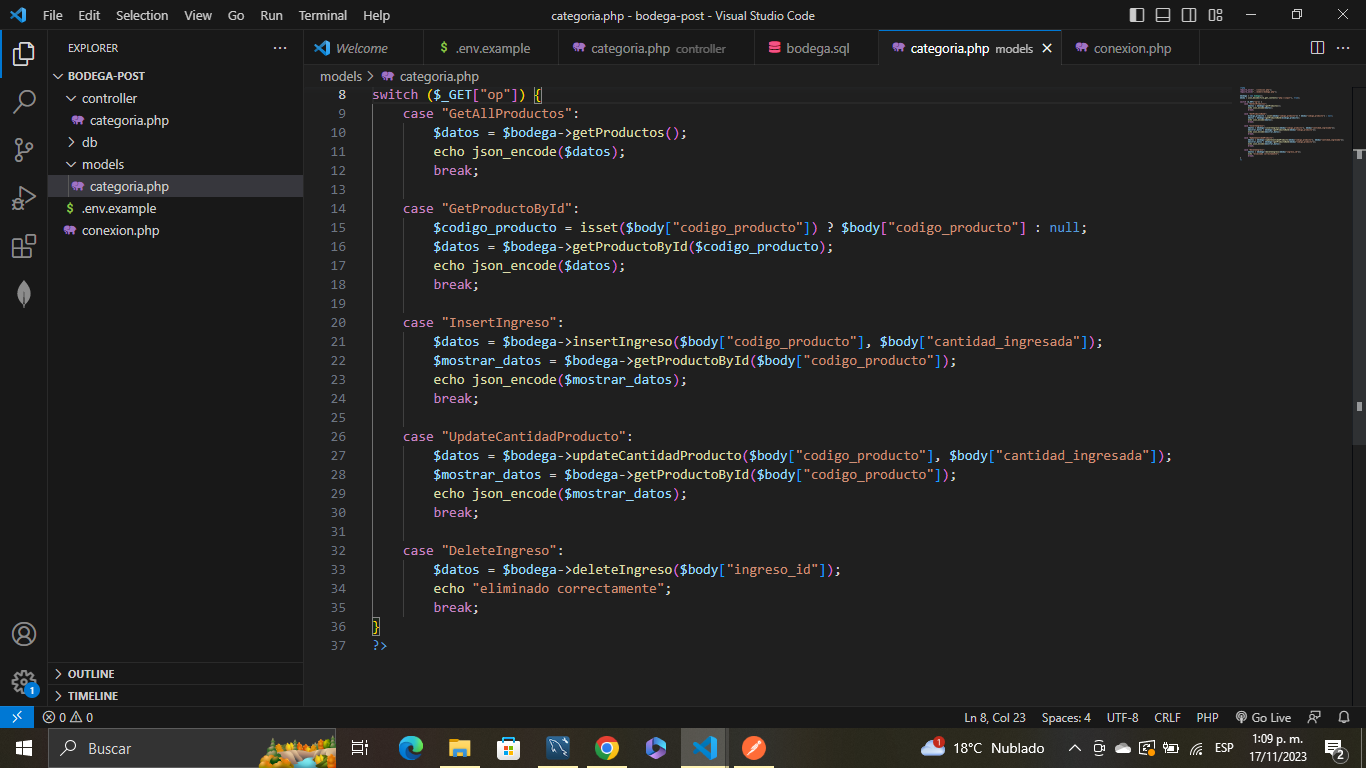 File Edit Selection View Go Run Terminal Help
categoria.php - bodega-post - Visual Studio Code
EXPLORER
BODEGA-POST
controller
categoria.php
db
models
categoria.php
$ .env.example
conexion.php
OUTLINE
TIMELINE
Welcome
$ .env.example
categoria.php controller
bodega.sql
categoria.php models
conexion.php
models > categoria.php
8 switch ($_GET["op"]) {
9 case "GetAllProductos":
10 $datos = $bodega->getProductos();
11 echo json_encode($datos);
12 break;
13
14 case "GetProductoById":
15 $codigo_producto = isset($body["codigo_producto"]) ? $body["codigo_producto"] : null;
16 $datos = $bodega->getProductoById($codigo_producto);
17 echo json_encode($datos);
18 break;
19
20 case "InsertIngreso":
21 $datos = $bodega->insertIngreso($body["codigo_producto"], $body["cantidad_ingresada"]);
22 $mostrar_datos = $bodega->getProductoById($body["codigo_producto"]);
23 echo json_encode($mostrar_datos);
24 break;
25
26 case "UpdateCantidadProducto":
27 $datos = $bodega->updateCantidadProducto($body["codigo_producto"], $body["cantidad_ingresada"]);
28 $mostrar_datos = $bodega->getProductoById($body["codigo_producto"]);
29 echo json_encode($mostrar_datos);
30 break;
31
32 case "DeleteIngreso":
33 $datos = $bodega->deleteIngreso($body["ingreso_id"]);
34 echo "eliminado correctamente";
35 break;
36 }
37 ?>
1
0 0
Ln 8, Col 23 Spaces: 4 UTF-8 CRLF PHP Go Live
Buscar
1
18°C Nublado
ESP
1:09 p. m.
17/11/2023
2